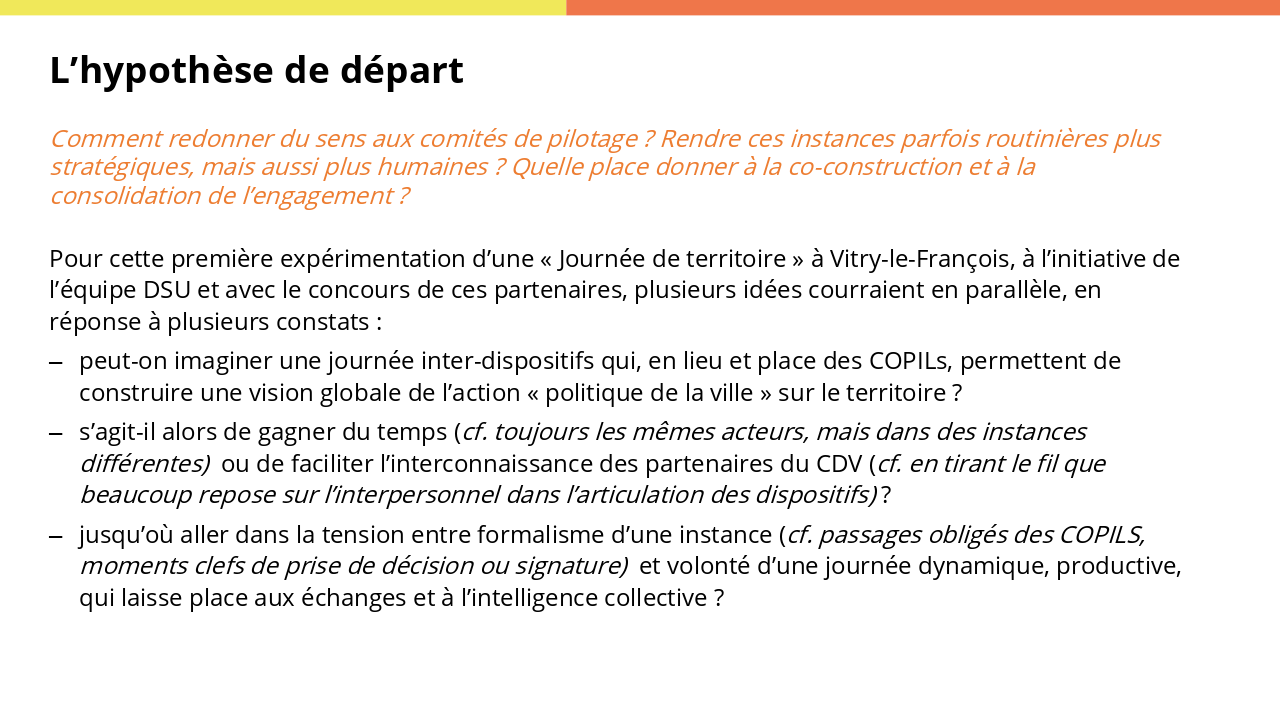 L’hypothèse de départ
Comment redonner du sens aux comités de pilotage ? Rendre ces instances parfois routinières plus
stratégiques, mais aussi plus humaines ? Quelle place donner à la co-construction et à la
consolidation de l’engagement ?
Pour cette première expérimentation d’une « Journée de territoire » à Vitry-le-François, à l’initiative de
l’équipe DSU et avec le concours de ces partenaires, plusieurs idées courraient en parallèle, en
réponse à plusieurs constats :
– peut-on imaginer une journée inter-dispositifs qui, en lieu et place des COPILs, permettent de
construire une vision globale de l’action « politique de la ville » sur le territoire ?
– s’agit-il alors de gagner du temps (cf. toujours les mêmes acteurs, mais dans des instances
différentes) ou de faciliter l’interconnaissance des partenaires du CDV (cf. en tirant le fil que
beaucoup repose sur l’interpersonnel dans l’articulation des dispositifs) ?
– jusqu’où aller dans la tension entre formalisme d’une instance (cf. passages obligés des COPILS,
moments clefs de prise de décision ou signature) et volonté d’une journée dynamique, productive,
qui laisse place aux échanges et à l’intelligence collective ?